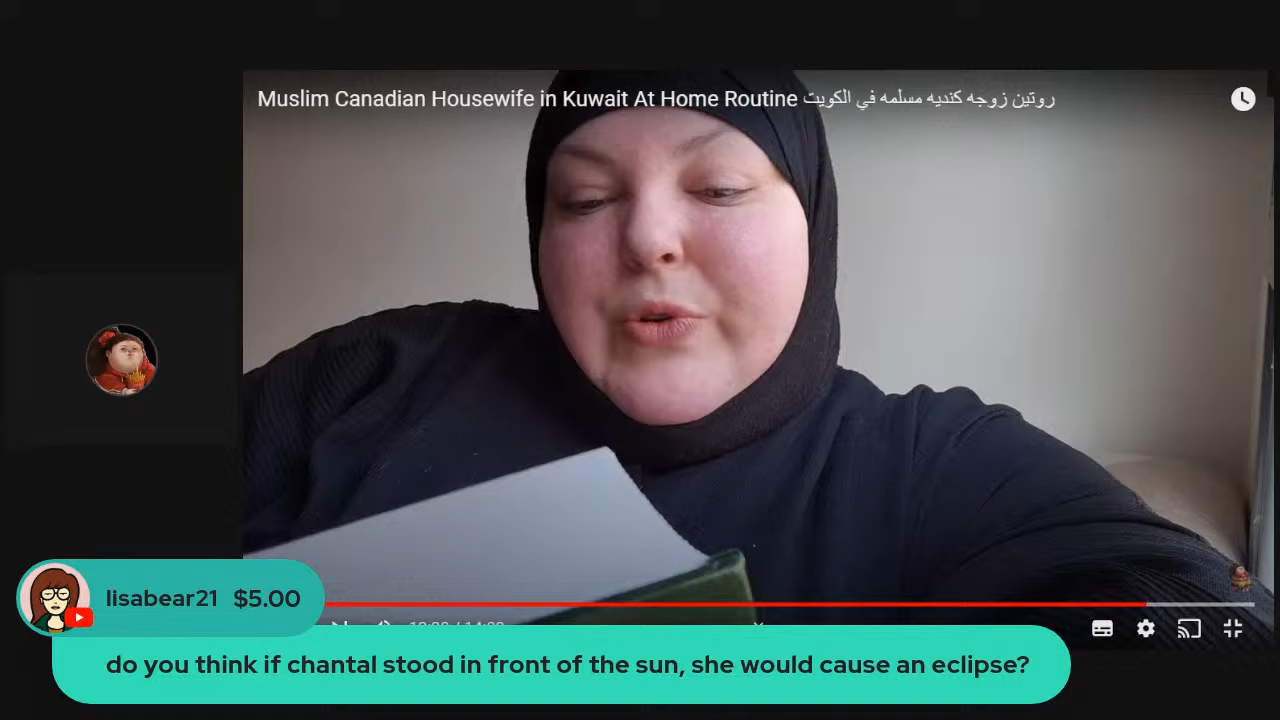 Muslim Canadian Housewife in Kuwait At Home Routine روتين زوجه كنديه مسلمه في الكويت
lisabear21 $5.00
do you think if chantal stood in front of the sun, she would cause an eclipse?